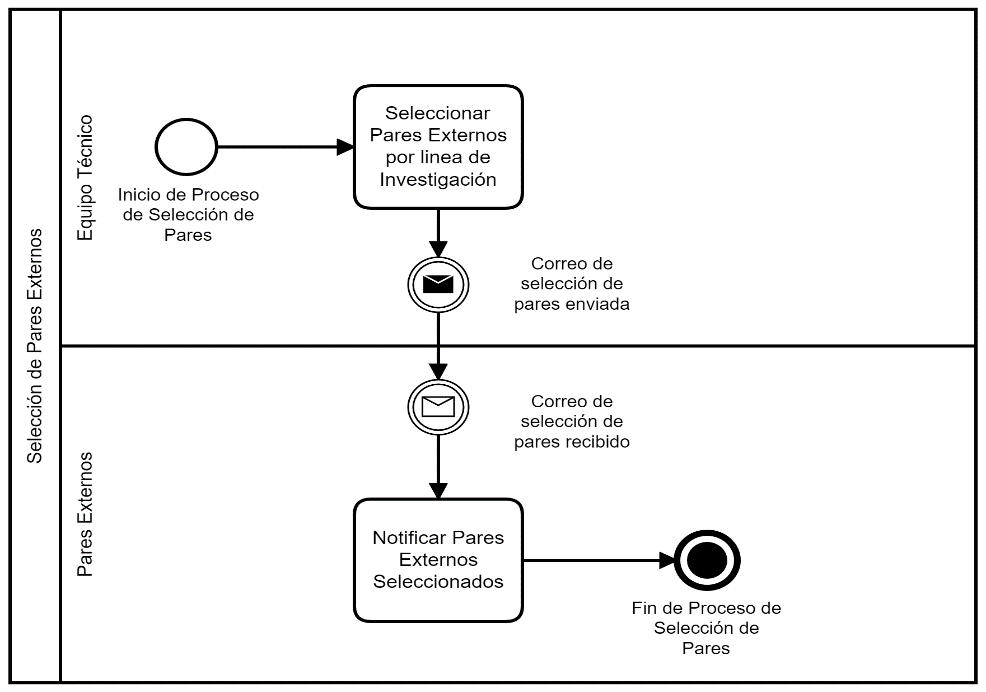 Selección de Pares Externos
Equipo Técnico
Inicio de Proceso
de Selección de
Pares
Seleccionar
Pares Externos
por linea de
Investigación
Correo de
selección de
pares enviada
Pares Externos
Correo de
selección de
pares recibido
Notificar Pares
Externos
Seleccionados
Fin de Proceso de
Selección de
Pares